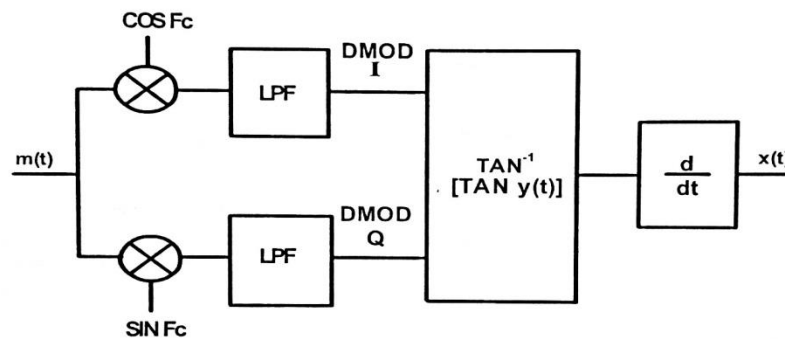 COS Fc
DMOD
I
LPF
m(t)
TAN⁻¹
[TAN y(t)]
d
dt
x(t)
DMOD
Q
LPF
SIN Fc